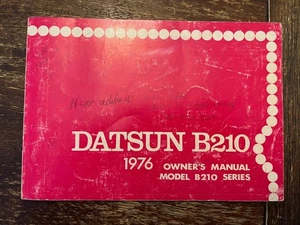 DATSUN B210
1976 OWNER'S MANUAL
MODEL B210 SERIES